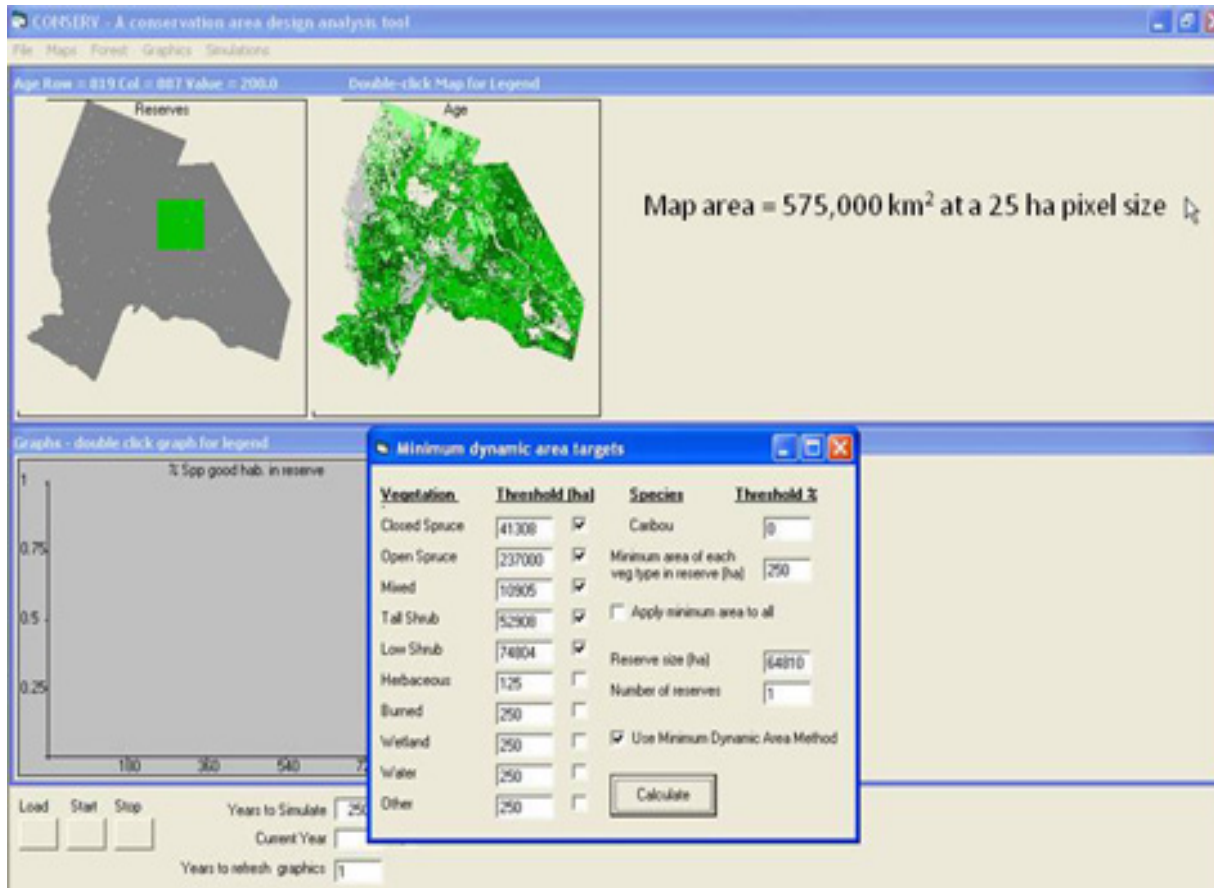 CONSERV - A conservation area design analysis tool
File Maps Forest Graphics Simulations
Age Row = 819 Col = 887 Value = 200.0 Double-click Map for Legend
Reserves
Age
Map area = 575,000 km² at a 25 ha pixel size
Graphs - double click graph for legend
% Spp good hab. in reserve
1
0.75
0.5
0.25
180 360 540
Minimum dynamic area targets
Vegetation Threshold (ha) Species Threshold %
Closed Spruce 41308 Caribou 0
Open Spruce 237000 Minimum area of each veg type in reserve (ha) 250
Mixed 10905
Tall Shrub 52908 Apply minimum area to all
Low Shrub 74804 Reserve size (ha) 64810
Herbaceous 125 Number of reserves 1
Burned 250
Wetland 250 Use Minimum Dynamic Area Method
Water 250 Calculate
Other 250
Load Start Stop Years to Simulate 250
Current Year
Years to refresh graphics 1